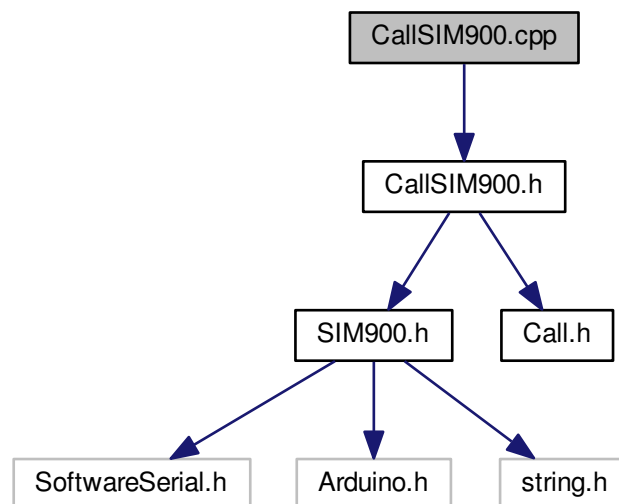 CallSIM900.cpp
CallSIM900.h
SIM900.h
Call.h
SoftwareSerial.h
Arduino.h
string.h